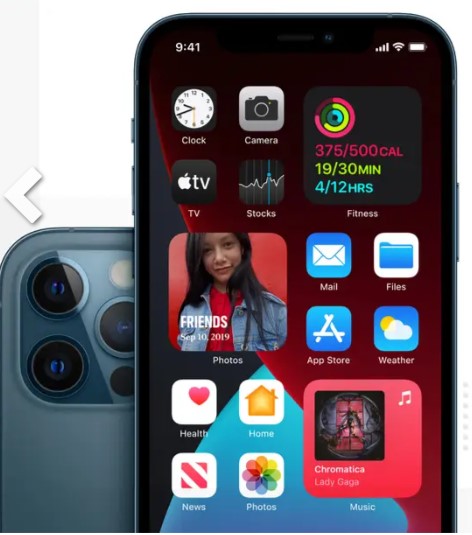 9:41
Clock
Camera
375/500CAL
19/30MIN
4/12HRS
tv
TV
Stocks
Fitness
FRIENDS
Sep 10, 2019
Mail
Files
Photos
App Store
Weather
Health
Home
Chromatica
Lady Gaga
News
Photos
Music